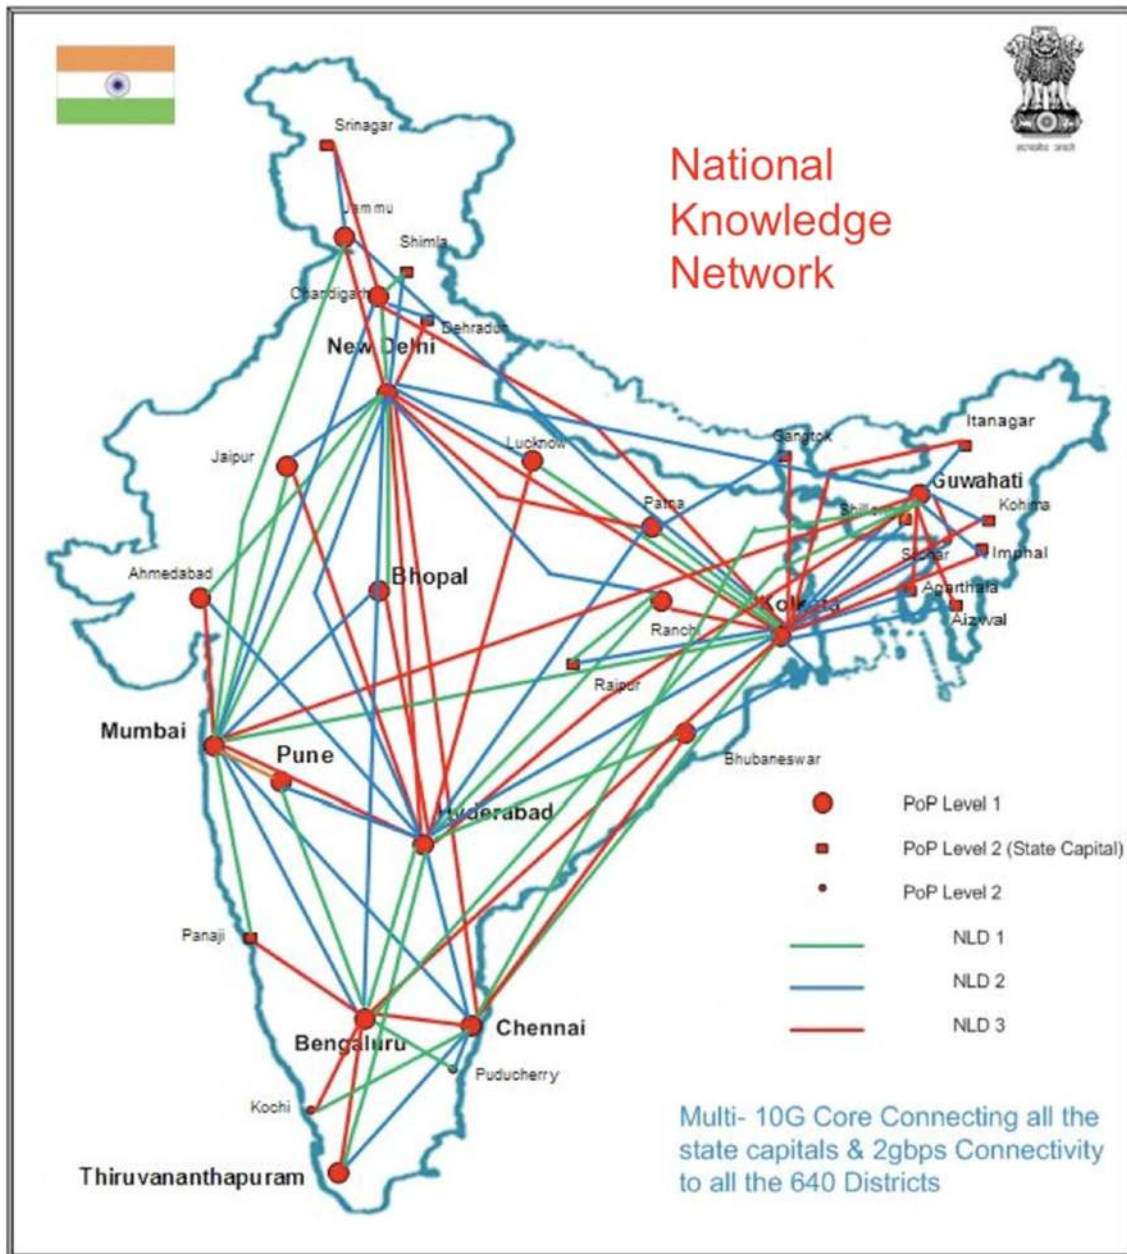 Srinagar
Jammu
Shimla
Chandigarh
Dehradun
New Delhi
National
Knowledge
Network
Jaipur
Lucknow
Gangtok
Itanagar
Guwahati
Patna
Kohima
Imphal
Ahmedabad
Bhopal
Agarthala
Aizwal
Kolkata
Ranchi
Raipur
Mumbai
Pune
Bhubaneswar
Hyderabad
PoP Level 1
PoP Level 2 (State Capital)
PoP Level 2
Panaji
NLD 1
NLD 2
NLD 3
Bengaluru
Chennai
Puducherry
Kochi
Thiruvananthapuram
Multi- 10G Core Connecting all the
state capitals & 2gbps Connectivity
to all the 640 Districts